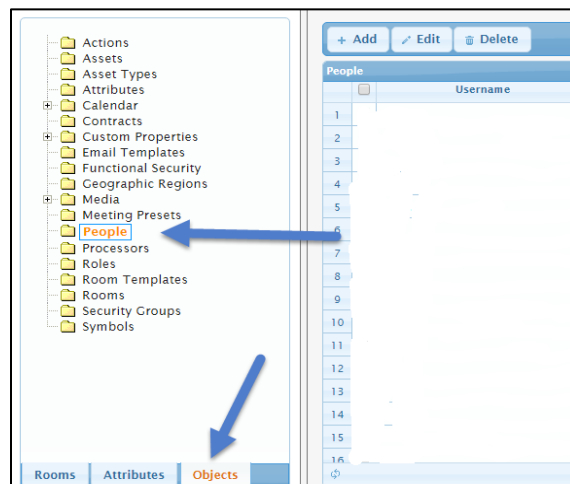 Actions
Assets
Asset Types
Attributes
Calendar
Contracts
Custom Properties
Email Templates
Functional Security
Geographic Regions
Media
Meeting Presets
People
Processors
Roles
Room Templates
Rooms
Security Groups
Symbols
Rooms Attributes Objects
+ Add Edit Delete
People
Username
1
2
3
4
5
6
7
8
9
10
11
12
13
14
15
16